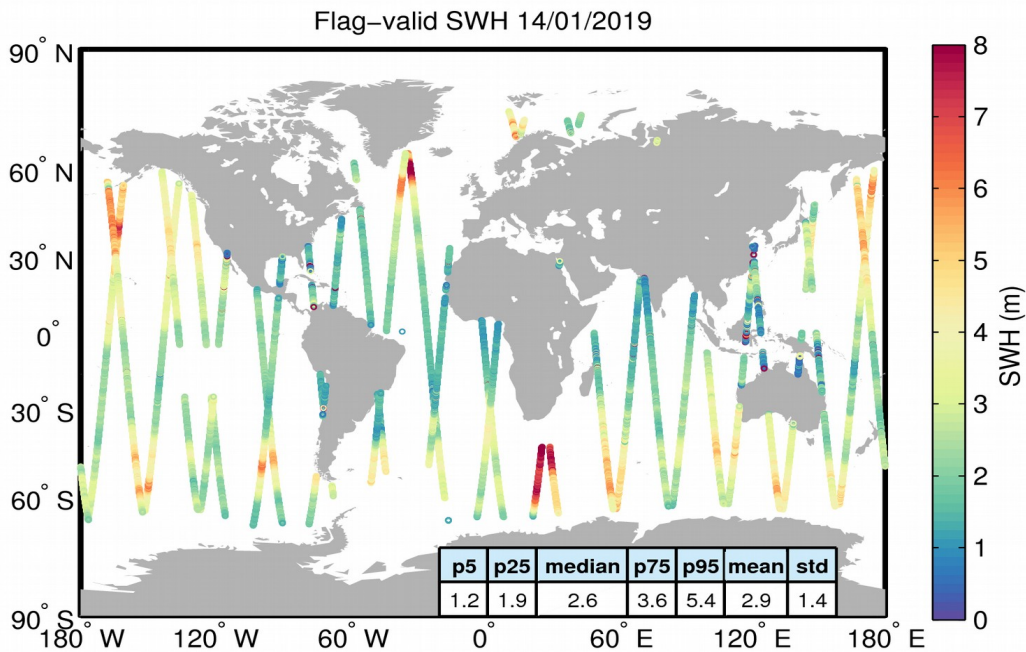 Flag−valid SWH 14/01/2019
90° N
60° N
30° N
0°
30° S
60° S
90° S
180° W
120° W
60° W
0°
60° E
120° E
180° E
p5 p25 median p75 p95 mean std
1.2 1.9 2.6 3.6 5.4 2.9 1.4
8
7
6
5
4
3
2
1
0
SWH (m)